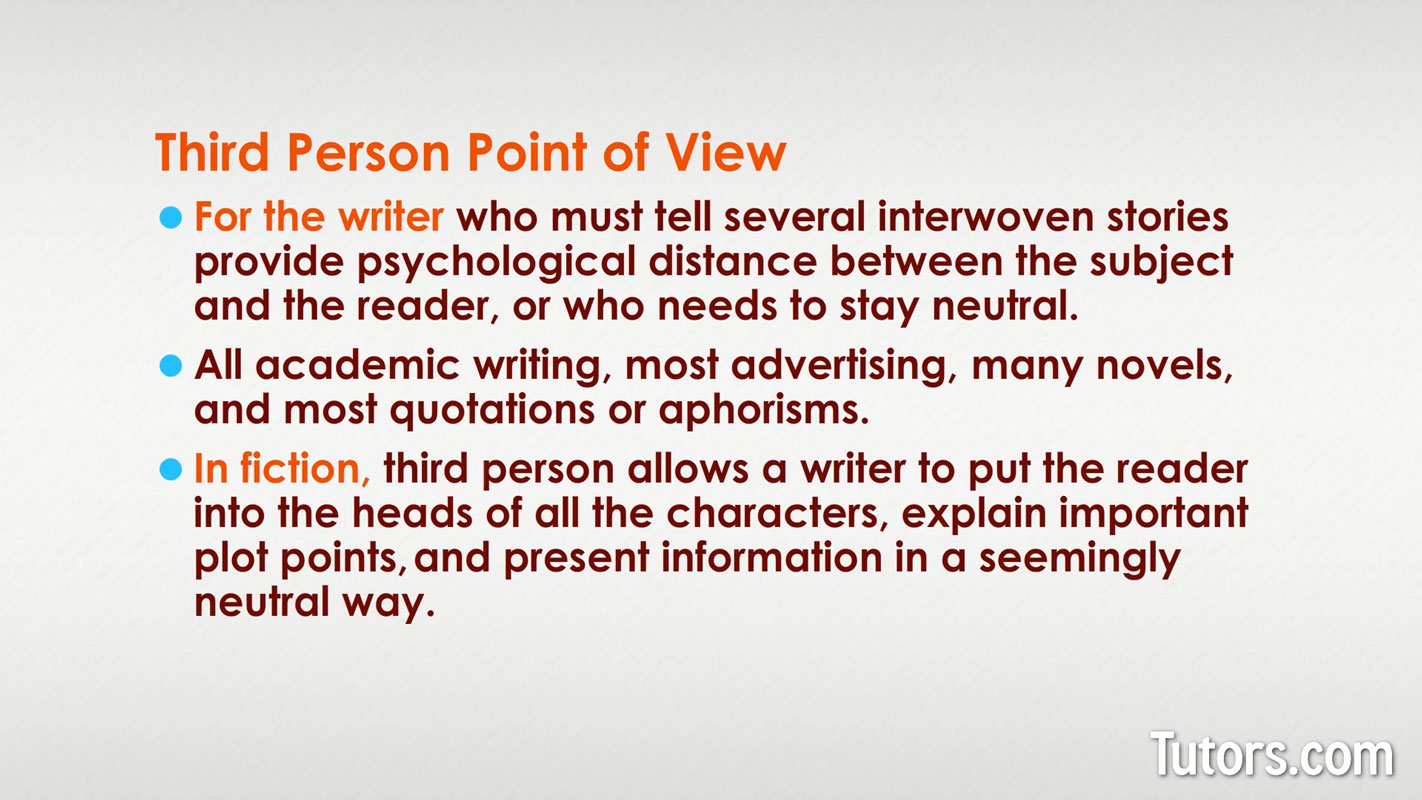 Third Person Point of View
For the writer who must tell several interwoven stories
provide psychological distance between the subject
and the reader, or who needs to stay neutral.
All academic writing, most advertising, many novels,
and most quotations or aphorisms.
In fiction, third person allows a writer to put the reader
into the heads of all the characters, explain important
plot points, and present information in a seemingly
neutral way.
Tutors.com